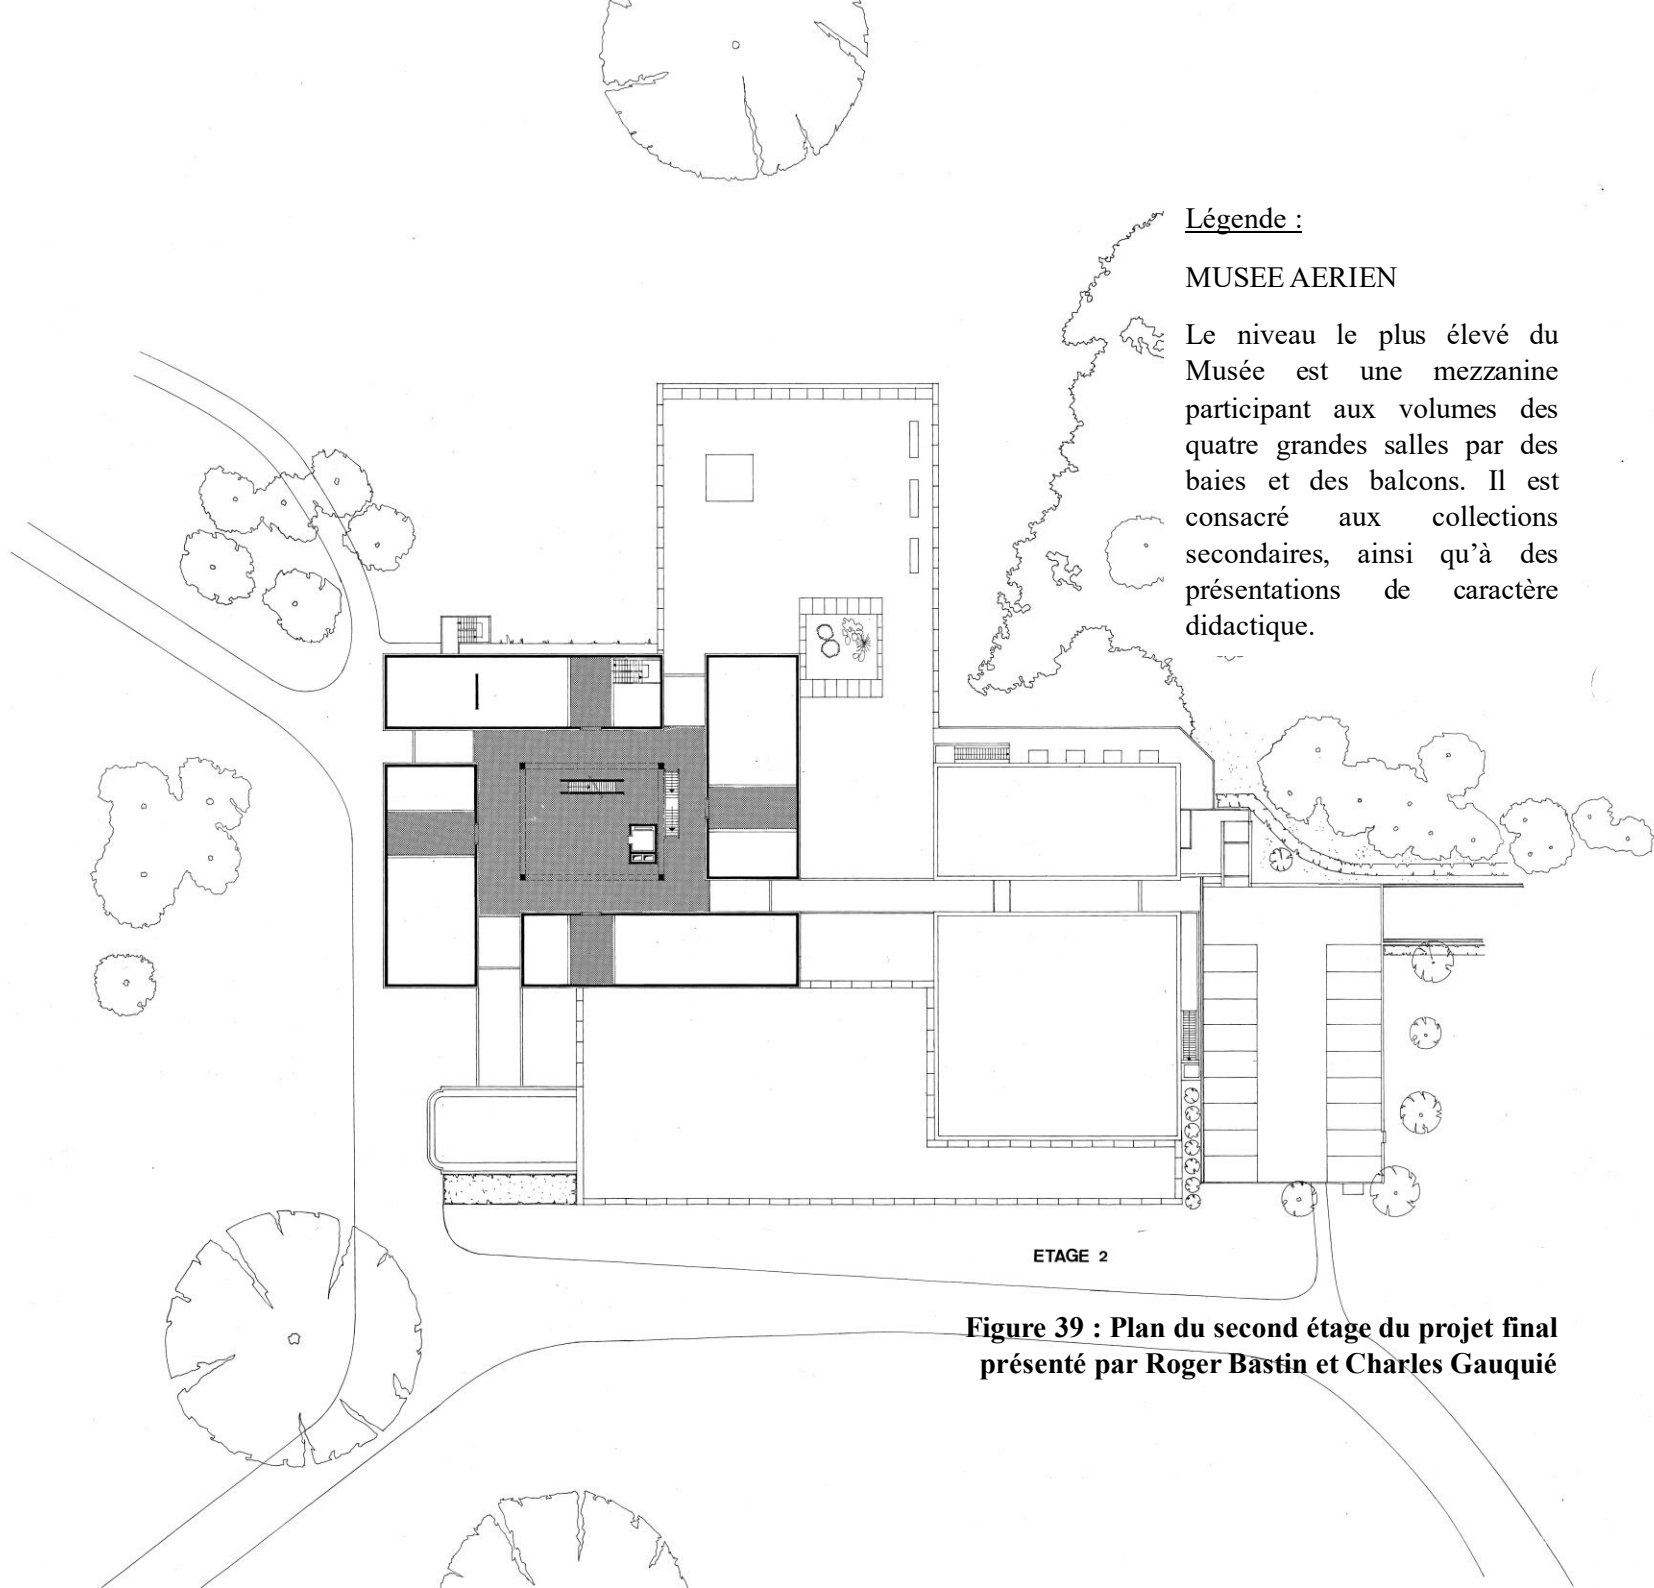 Légende :
MUSEE AERIEN
Le niveau le plus élevé du
Musée est une mezzanine
participant aux volumes des
quatre grandes salles par des
baies et des balcons. Il est
consacré aux collections
secondaires, ainsi qu’à des
présentations de caractère
didactique.
ETAGE 2
Figure 39 : Plan du second étage du projet final
présenté par Roger Bastin et Charles Gauquié